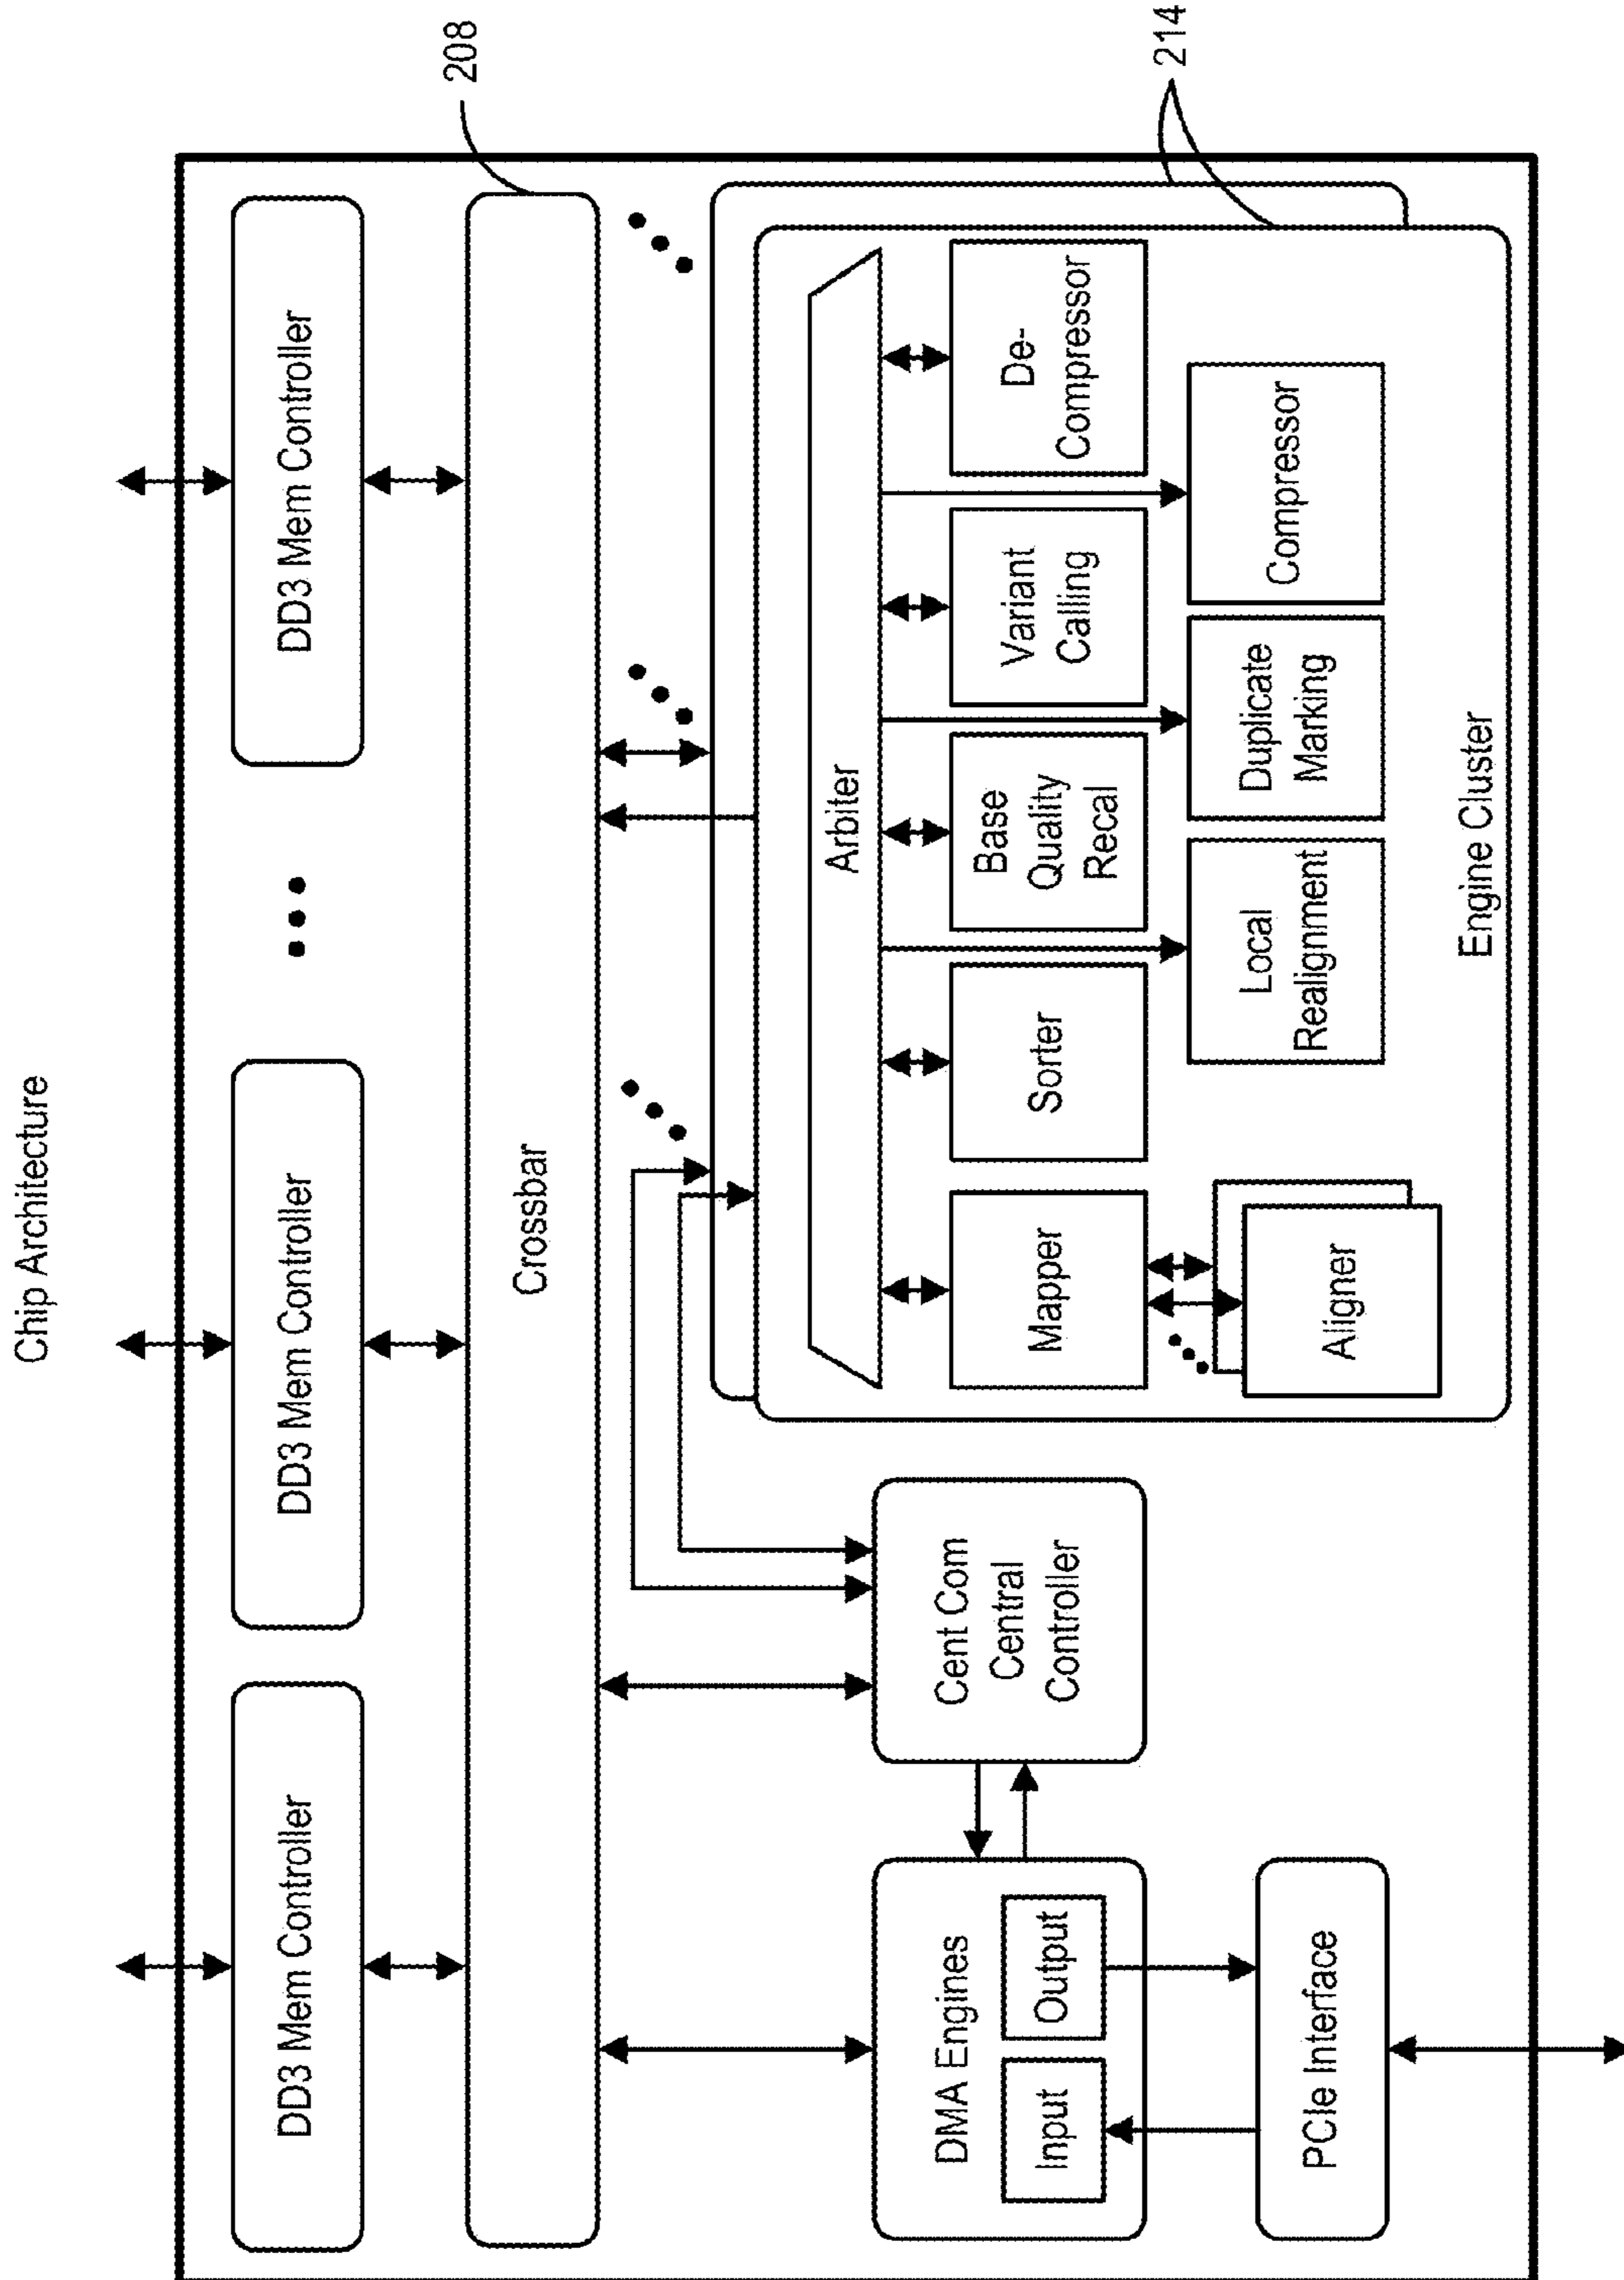 Chip Architecture
DD3 Mem Controller
DD3 Mem Controller
DD3 Mem Controller
208
Crossbar
214
Arbiter
DMA Engines
Input
Output
PCIe Interface
Cent Com
Central
Controller
Mapper
Aligner
Sorter
Base
Quality
Recal
Variant
Calling
De-
Compressor
Local
Realignment
Duplicate
Marking
Compressor
Engine Cluster